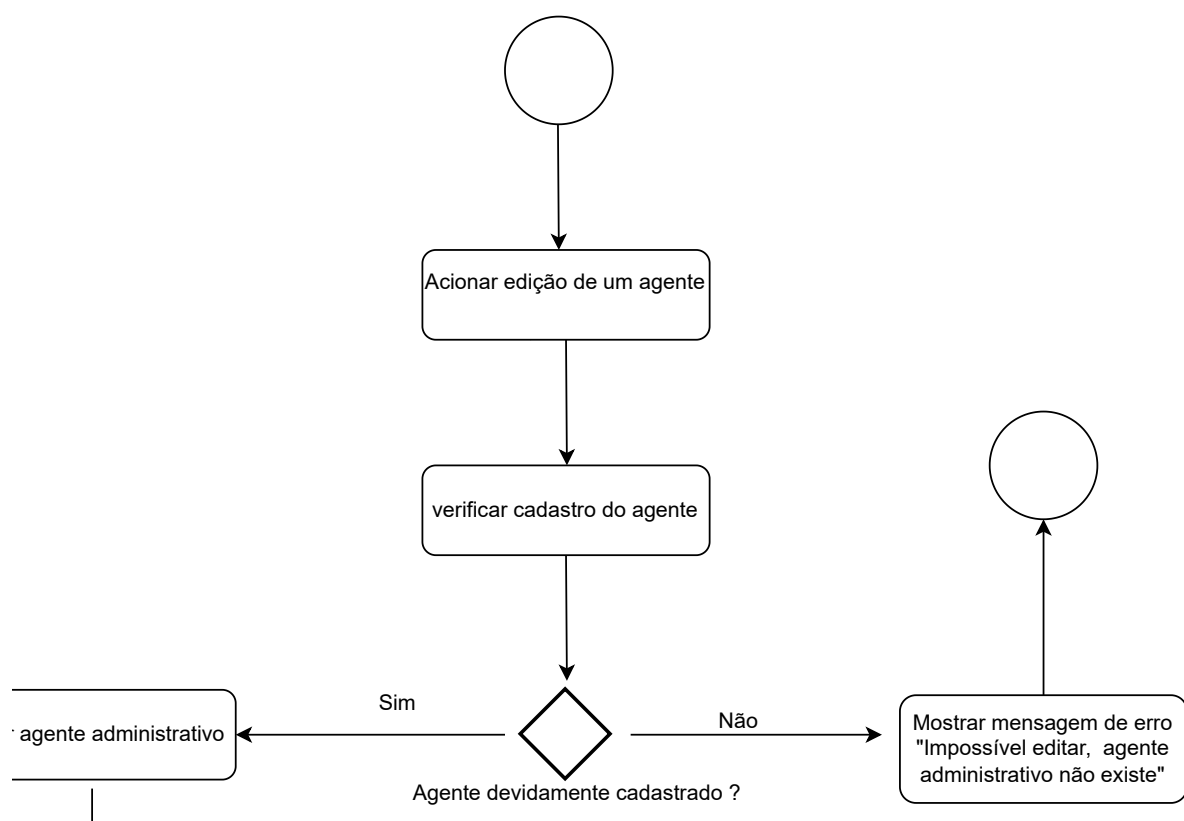 Acionar edição de um agente
verificar cadastro do agente
Sim
Não
agente administrativo
Agente devidamente cadastrado ?
Mostrar mensagem de erro
"Impossível editar,  agente
administrativo não existe"